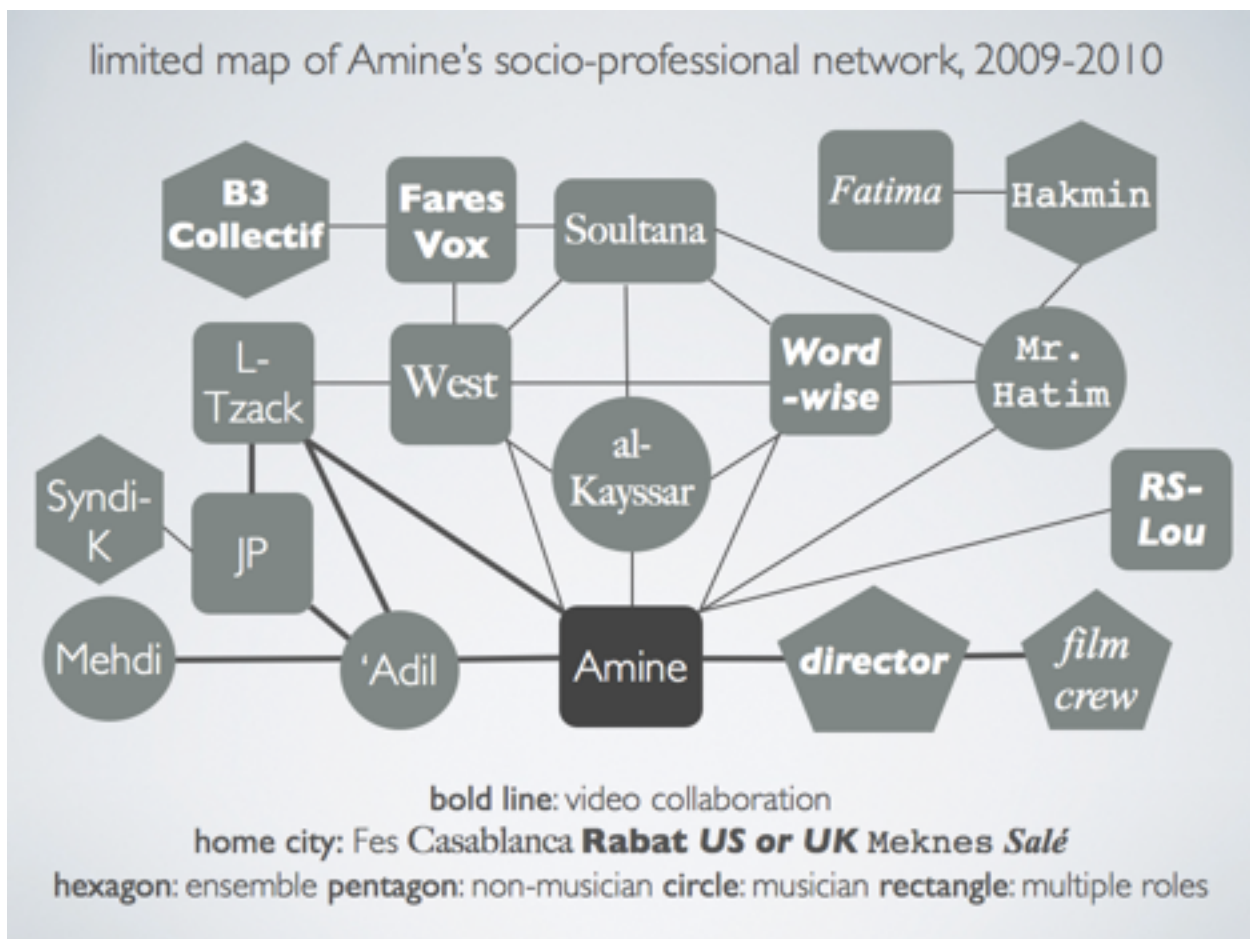 limited map of Amine's socio-professional network, 2009-2010
B3
Collectif
Fares
Vox
Soultana
Fatima
Hakmin
L-
Tzack
West
Word
-wise
Mr.
Hatim
al-
Kayssar
Syndi-
K
JP
RS-
Lou
Mehdi
‘Adil
Amine
director
film
crew
bold line: video collaboration
home city: Fes Casablanca Rabat US or UK Meknes Salé
hexagon: ensemble pentagon: non-musician circle: musician rectangle: multiple roles